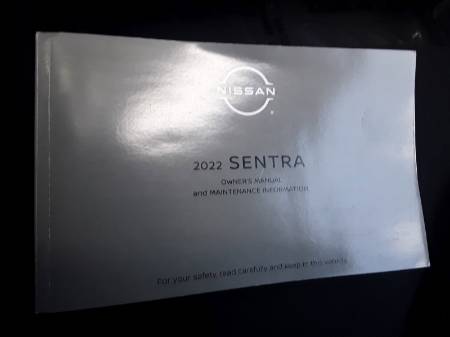 NISSAN
2022 SENTRA
OWNER'S MANUAL
and MAINTENANCE INFORMATION
For your safety, read carefully and keep in this vehicle.